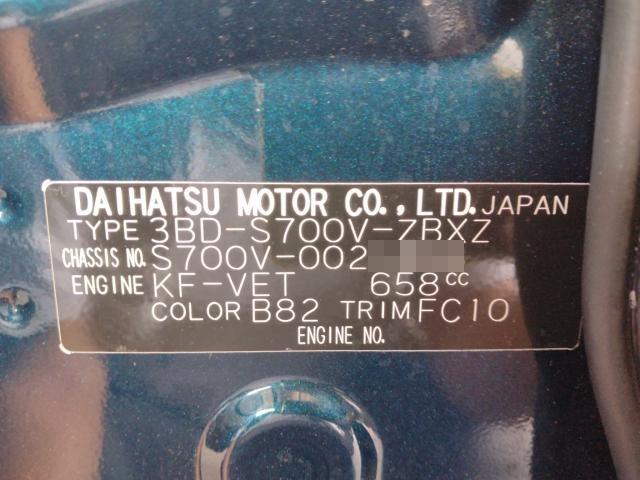 DAIHATSU MOTOR CO., LTD. JAPAN
TYPE 3BD-S700V-ZBXZ
CHASSIS NO. S700V-002
ENGINE KF-VET 658cc
COLOR B82 TRIM FC10
ENGINE NO.